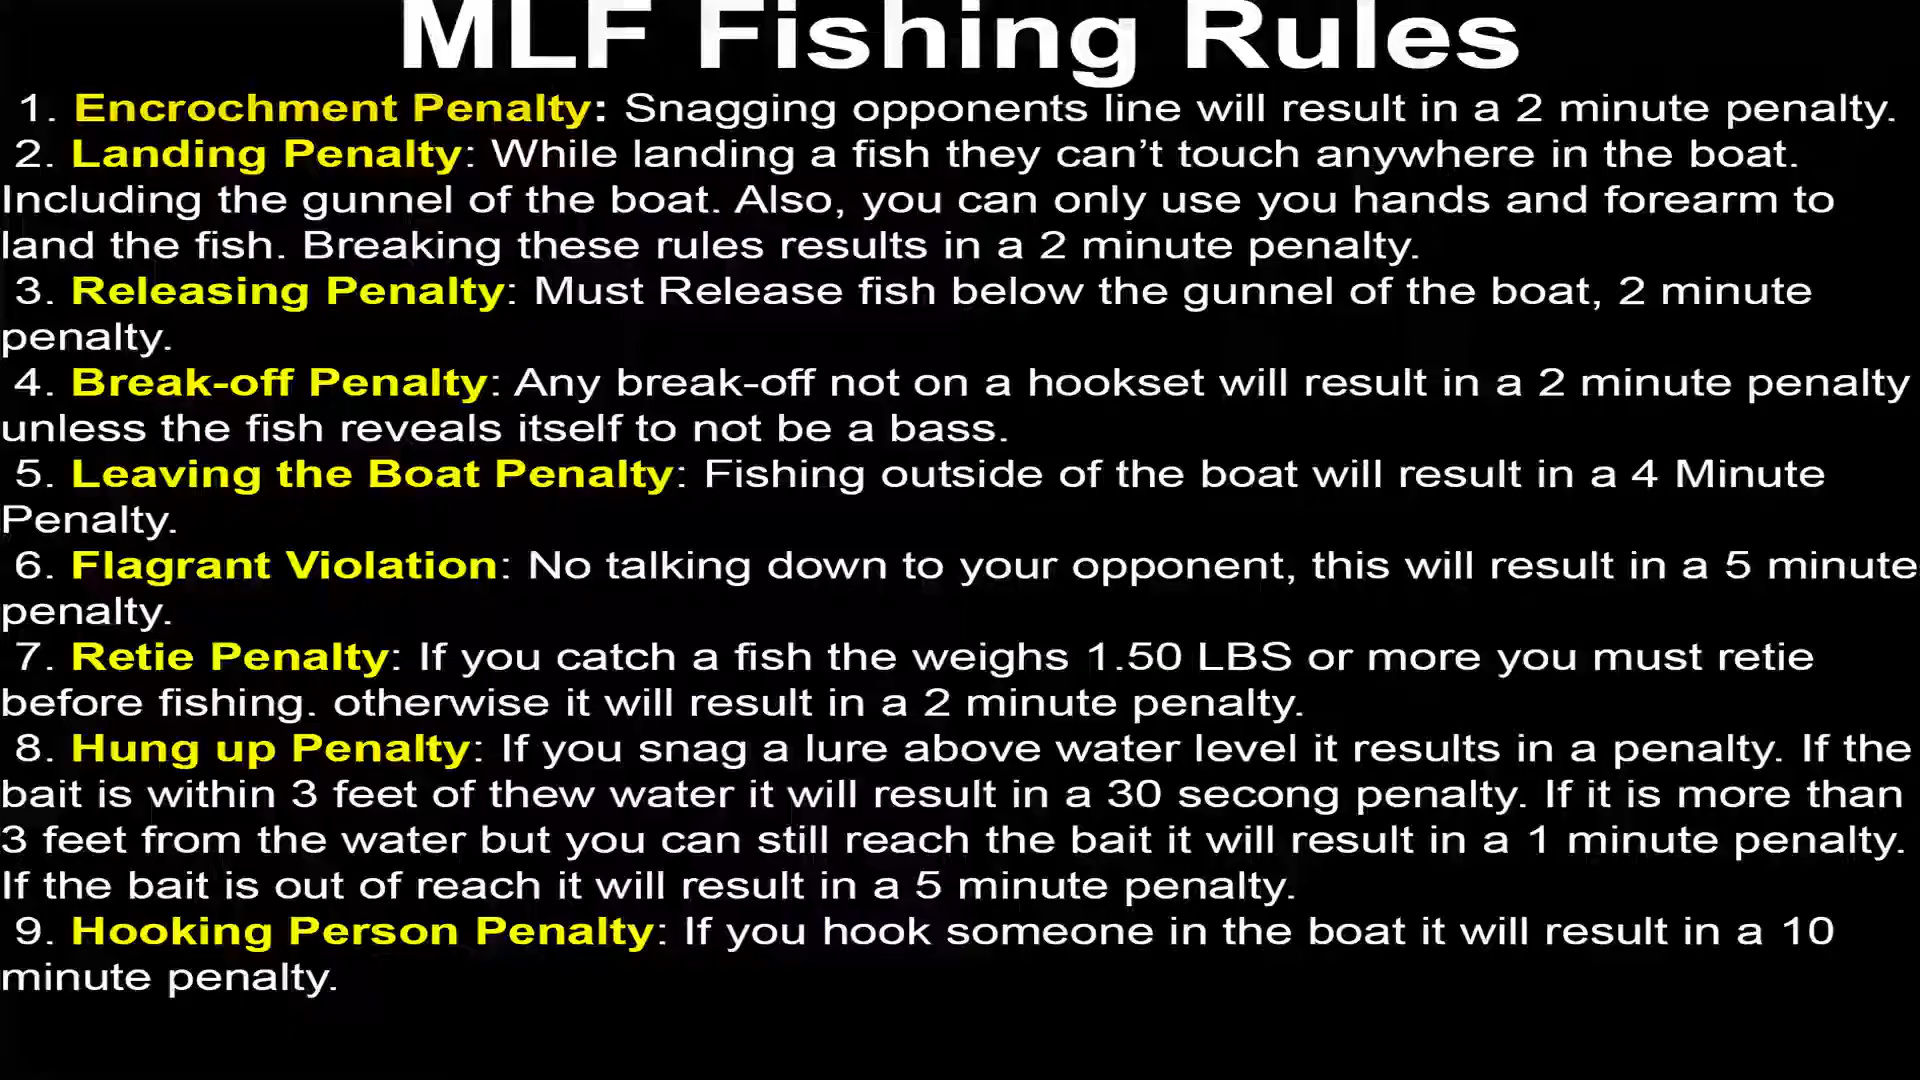 MLF Fishing Rules
1. Encrochment Penalty: Snagging opponents line will result in a 2 minute penalty.
2. Landing Penalty: While landing a fish they can’t touch anywhere in the boat.
Including the gunnel of the boat. Also, you can only use you hands and forearm to
land the fish. Breaking these rules results in a 2 minute penalty.
3. Releasing Penalty: Must Release fish below the gunnel of the boat, 2 minute
penalty.
4. Break-off Penalty: Any break-off not on a hookset will result in a 2 minute penalty
unless the fish reveals itself to not be a bass.
5. Leaving the Boat Penalty: Fishing outside of the boat will result in a 4 Minute
Penalty.
6. Flagrant Violation: No talking down to your opponent, this will result in a 5 minute
penalty.
7. Retie Penalty: If you catch a fish the weighs 1.50 LBS or more you must retie
before fishing. otherwise it will result in a 2 minute penalty.
8. Hung up Penalty: If you snag a lure above water level it results in a penalty. If the
bait is within 3 feet of thew water it will result in a 30 secong penalty. If it is more than
3 feet from the water but you can still reach the bait it will result in a 1 minute penalty.
If the bait is out of reach it will result in a 5 minute penalty.
9. Hooking Person Penalty: If you hook someone in the boat it will result in a 10
minute penalty.